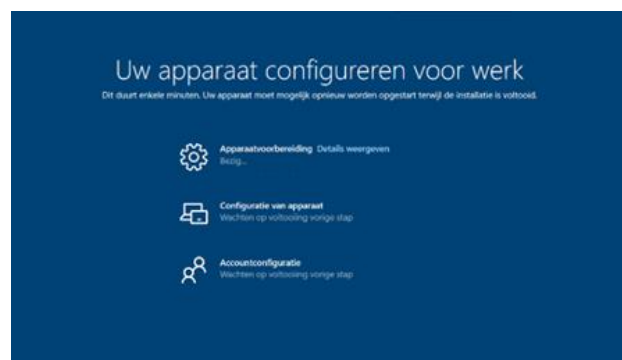 Uw apparaat configureren voor werk
Dit duurt enkele minuten. Uw apparaat moet mogelijk opnieuw worden opgestart terwijl de installatie is voltooid.
Apparaatvoorbereiding Details weergeven
Bezig...
Configuratie van apparaat
Wachten op voltooiing vorige stap
Accountconfiguratie
Wachten op voltooiing vorige stap